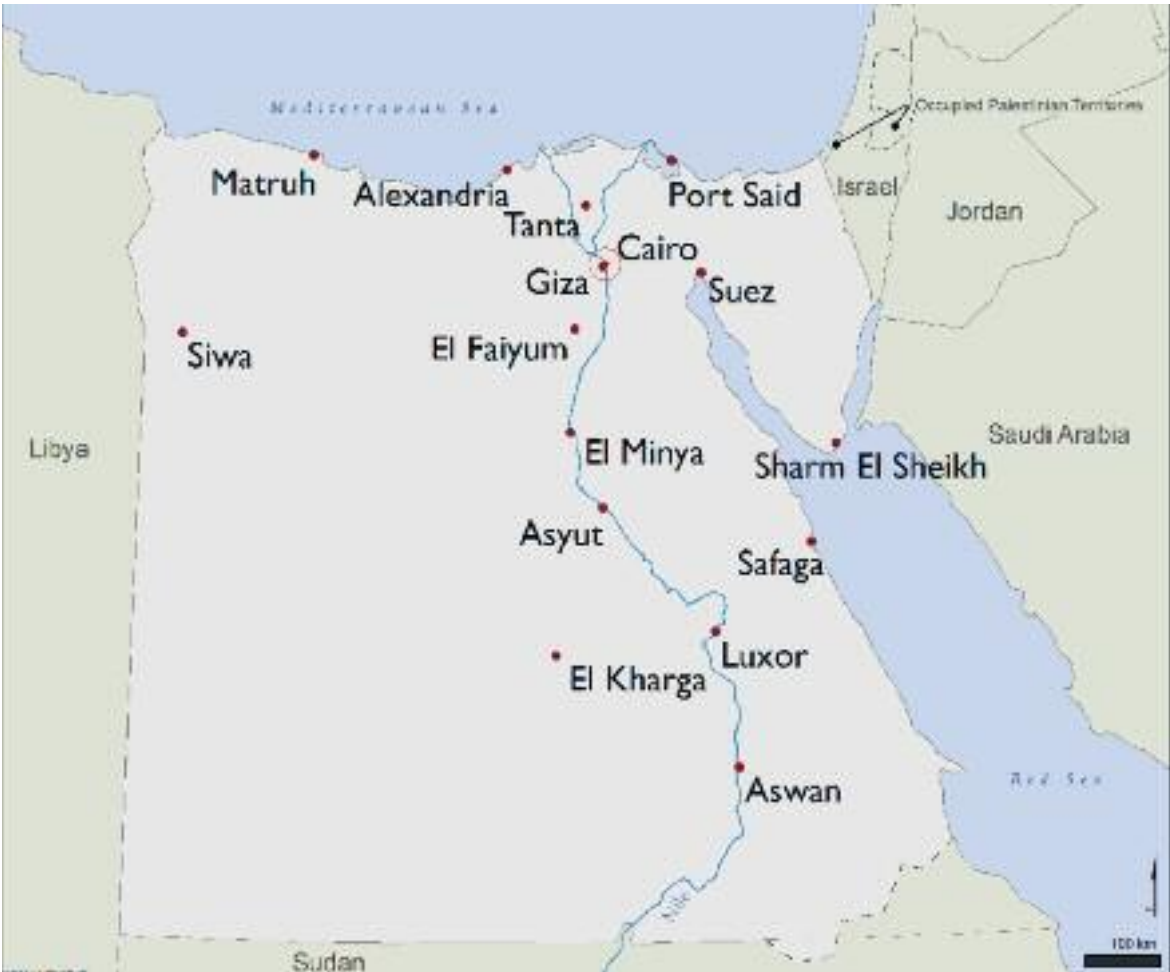 Mediterranean Sea
Occupied Palestinian Territories
Matruh
Alexandria
Port Said
Israel
Jordan
Tanta
Cairo
Giza
Suez
Siwa
El Faiyum
Libya
El Minya
Saudi Arabia
Sharm El Sheikh
Asyut
Safaga
Luxor
El Kharga
Aswan
Red Sea
Nile
100 km
Sudan